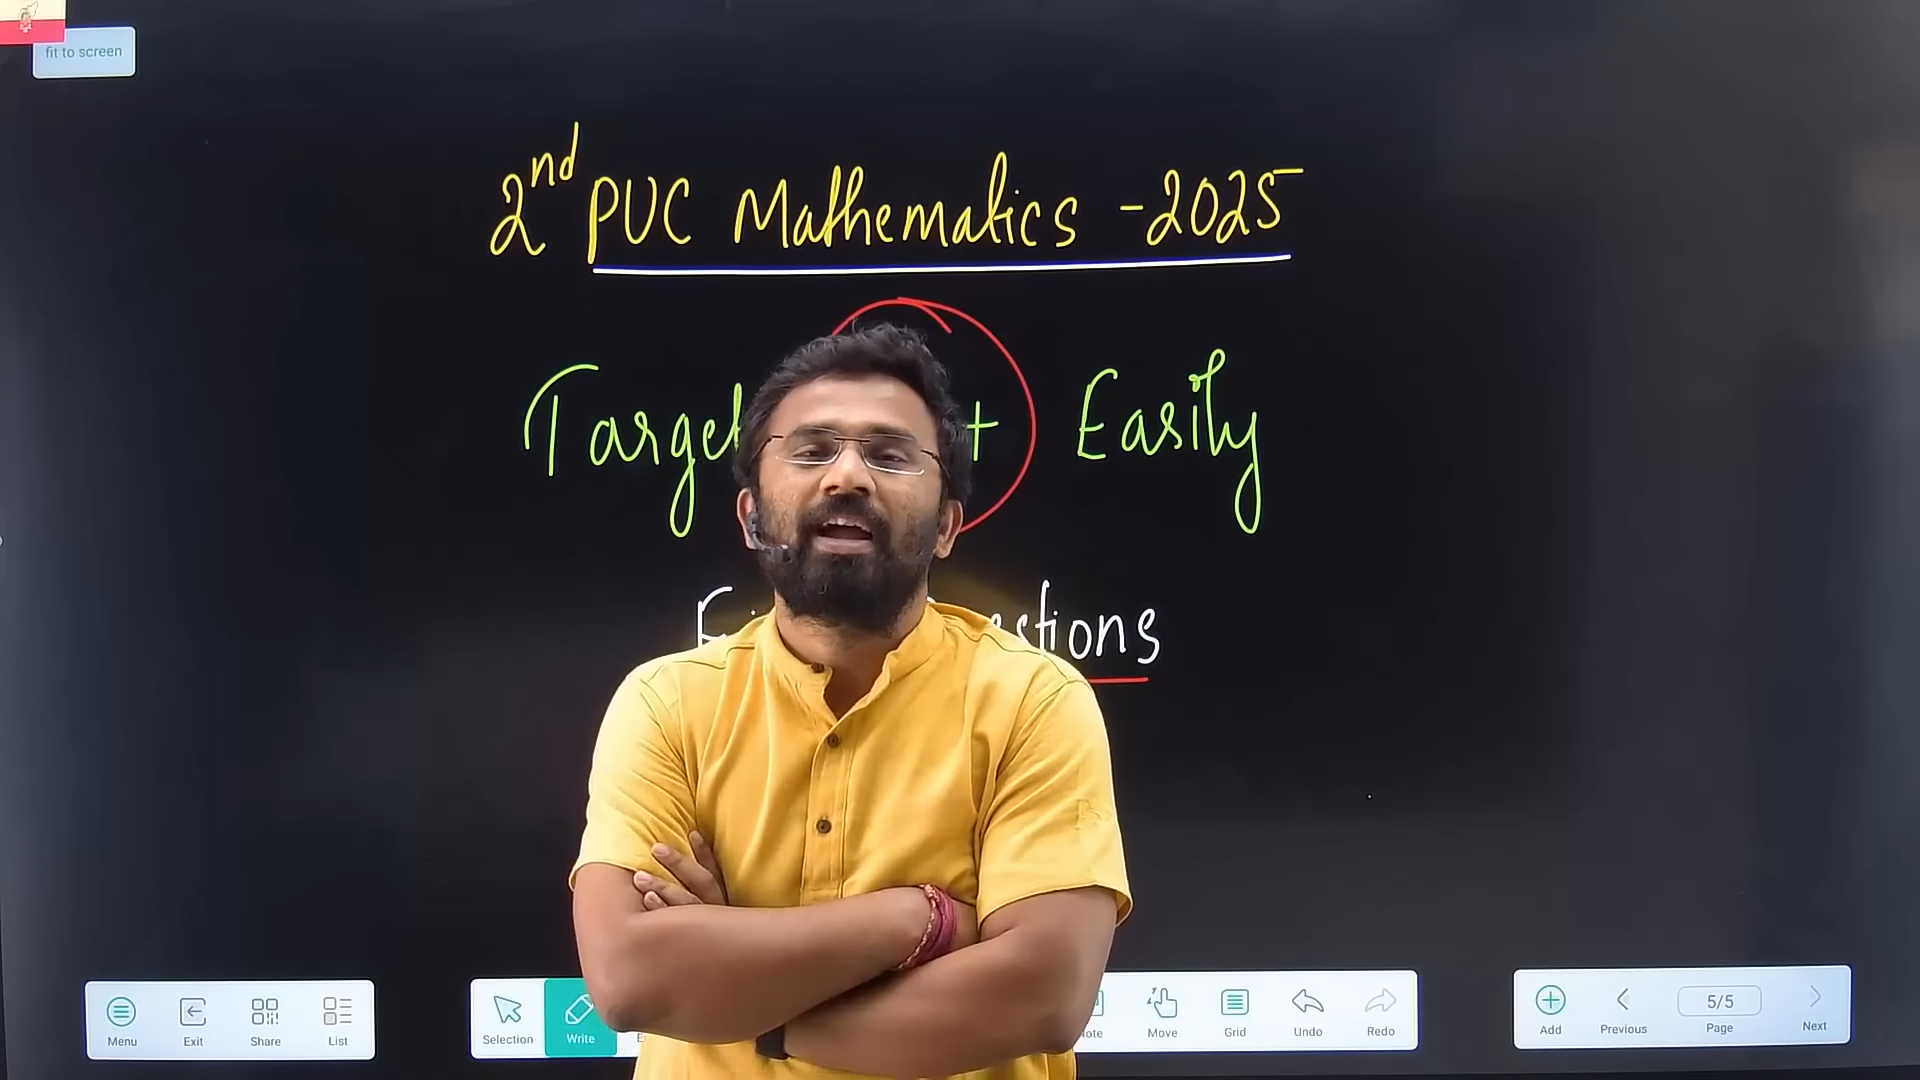 fit to screen
2nd PUC Mathematics - 2025
Target + Easily
Menu Exit Share List Selection Write Move Grid Undo Redo Add Previous 5/5 Page Next